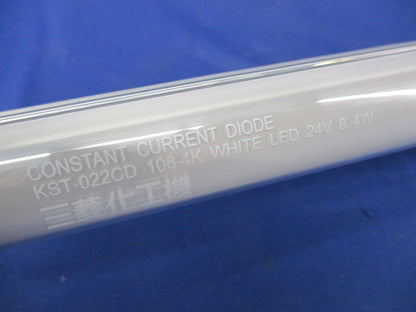 CONSTANT CURRENT DIODE
KST-022CD 108-4K WHITE LED 24V 8.4W
三菱化工機